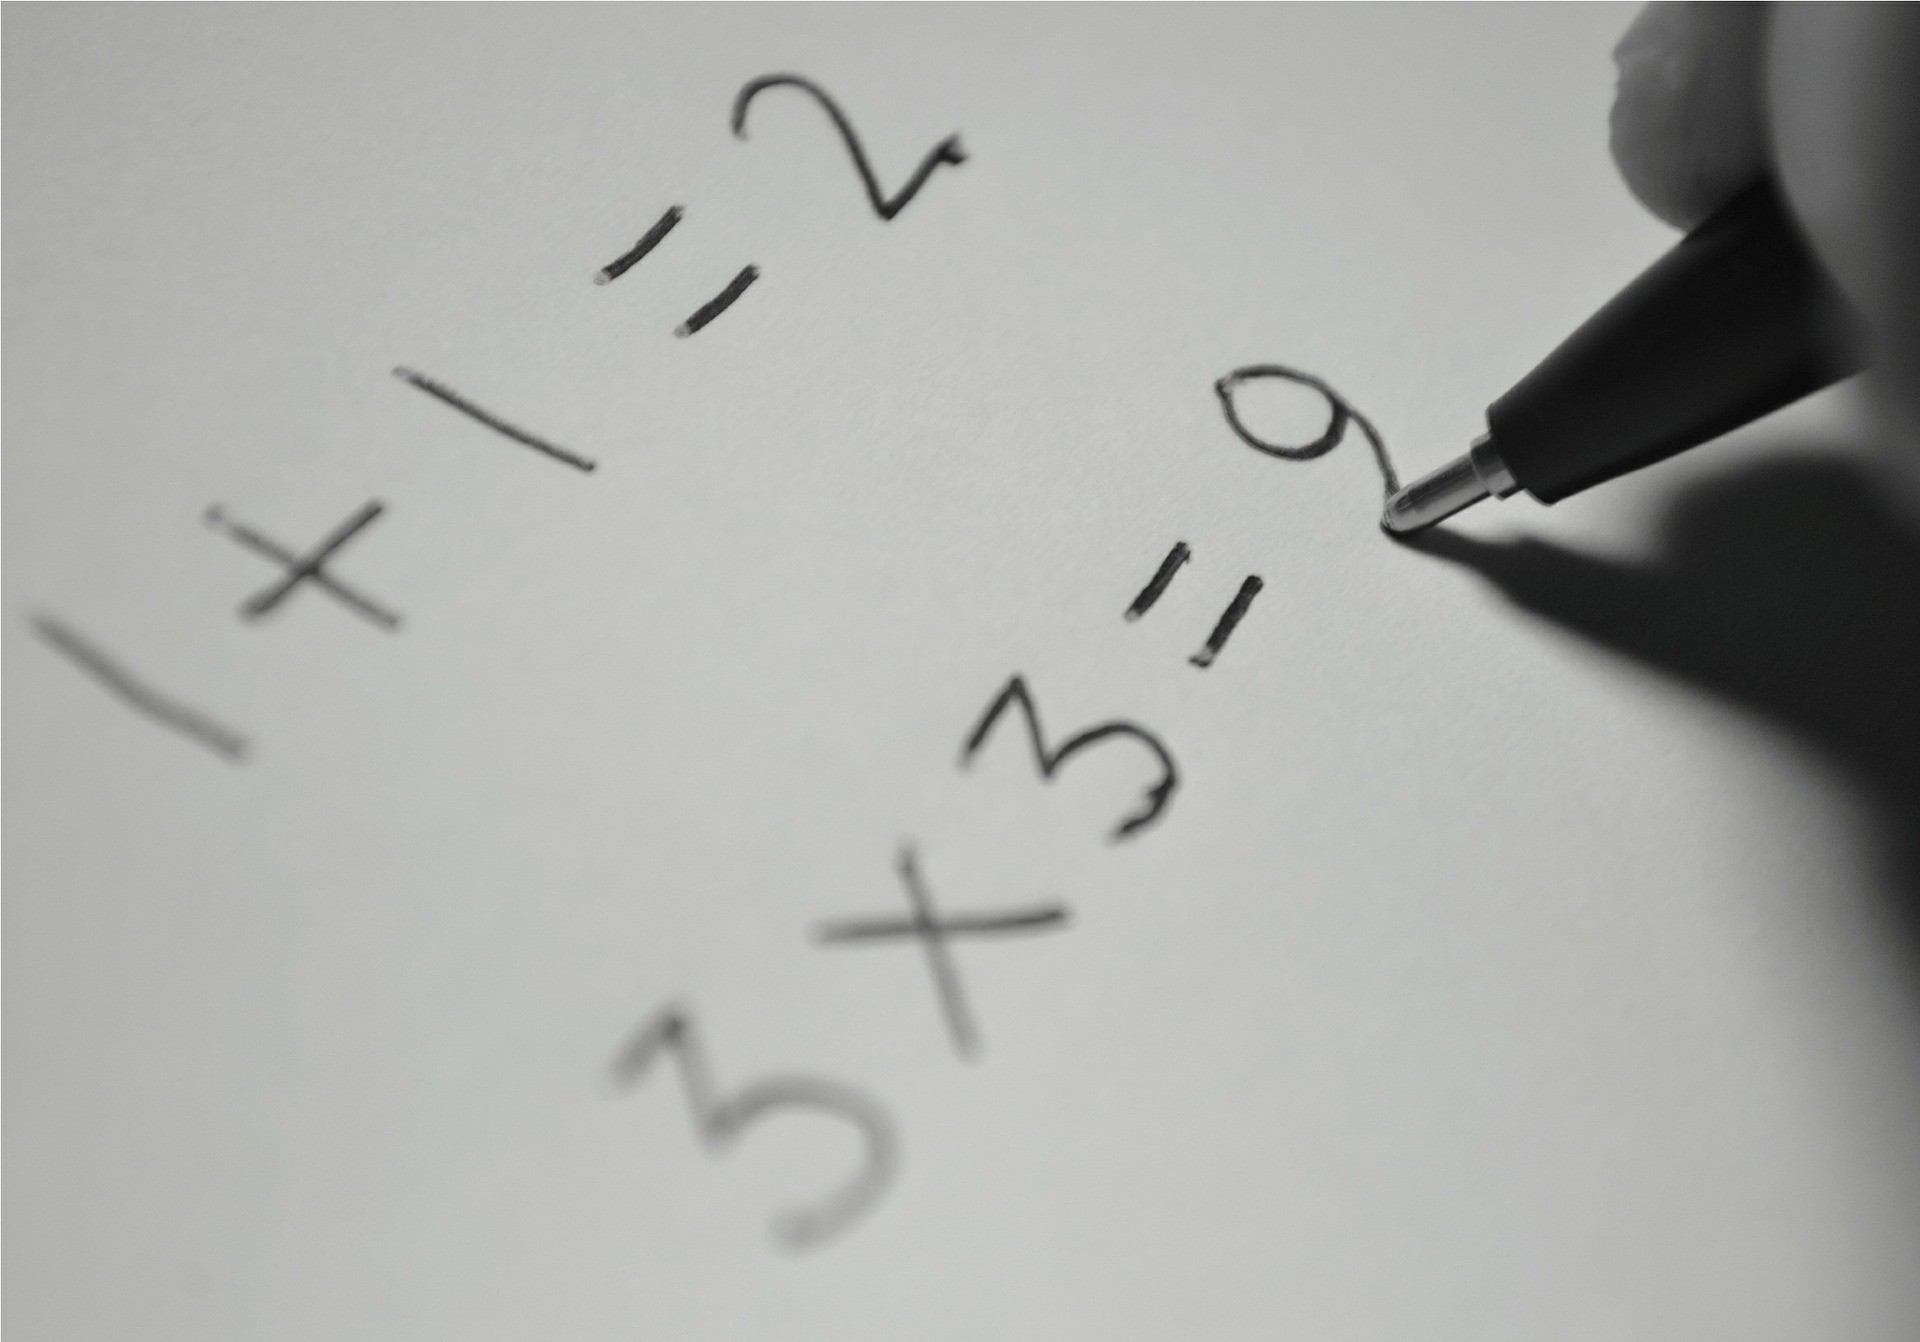 1 + 1 = 2
3 × 3 = 9